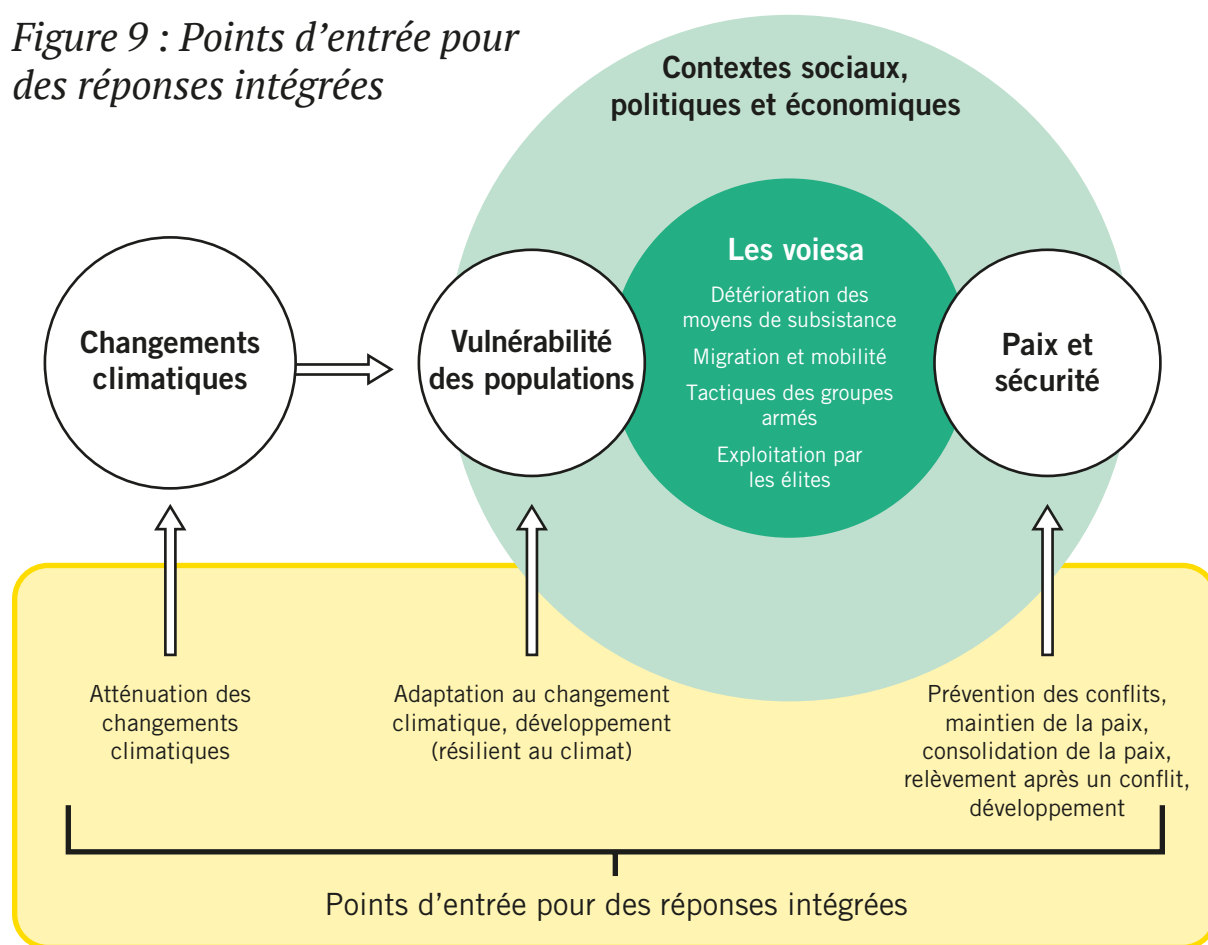 Figure 9 : Points d’entrée pour
des réponses intégrées
Contextes sociaux,
politiques et économiques
Changements
climatiques
Vulnérabilité
des populations
Les voiesa
Détérioration des
moyens de subsistance
Migration et mobilité
Tactiques des groupes
armés
Exploitation par
les élites
Paix et
sécurité
Atténuation des
changements
climatiques
Adaptation au changement
climatique, développement
(résilient au climat)
Prévention des conflits,
maintien de la paix,
consolidation de la paix,
relèvement après un conflit,
développement
Points d’entrée pour des réponses intégrées